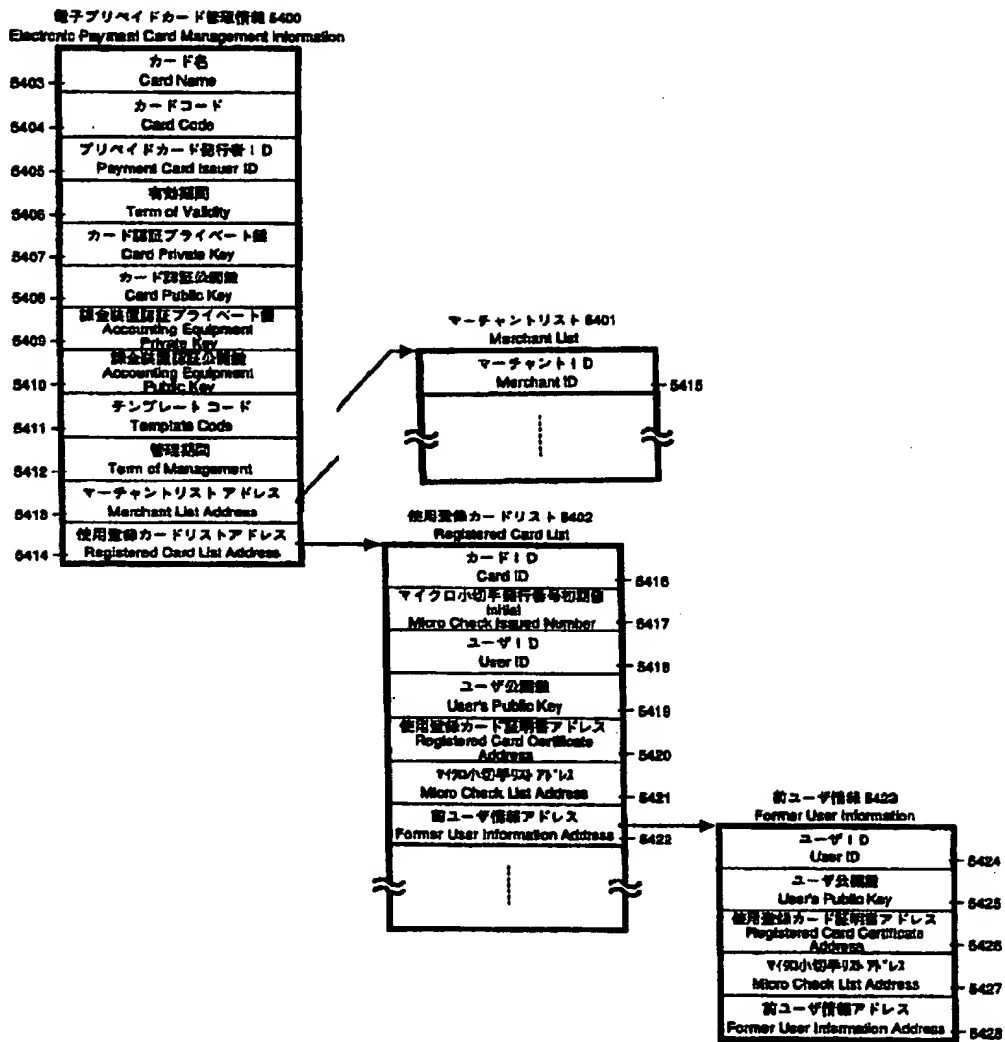 電子プリペイドカード管理情報 5400
Electronic Payment Card Management Information
カード名
Card Name
5403
カードコード
Card Code
5404
プリペイドカード発行者ID
Payment Card Issuer ID
5405
有効期間
Term of Validity
5406
カード認証プライベート鍵
Card Private Key
5407
カード認証公開鍵
Card Public Key
5408
課金装置認証プライベート鍵
Accounting Equipment
Private Key
5409
課金装置認証公開鍵
Accounting Equipment
Public Key
5410
テンプレート コード
Template Code
5411
管理期間
Term of Management
5412
マーチャントリスト アドレス
Merchant List Address
5413
使用登録カードリストアドレス
Registered Card List Address
5414
マーチャントリスト 5401
Merchant List
マーチャントID
Merchant ID
5415
使用登録カードリスト 5402
Registered Card List
カードID
Card ID
5416
マイクロ小切手発行番号初期値
Initial
Micro Check Issued Number
5417
ユーザID
User ID
5418
ユーザ公開鍵
User's Public Key
5419
使用登録カード証明書アドレス
Registered Card Certificate
Address
5420
マイクロ小切手リスト アドレス
Micro Check List Address
5421
前ユーザ情報アドレス
Former User Information Address
5422
前ユーザ情報 5423
Former User Information
ユーザID
User ID
5424
ユーザ公開鍵
User's Public Key
5425
使用登録カード証明書アドレス
Registered Card Certificate
Address
5426
マイクロ小切手リスト アドレス
Micro Check List Address
5427
前ユーザ情報アドレス
Former User Information Address
5428